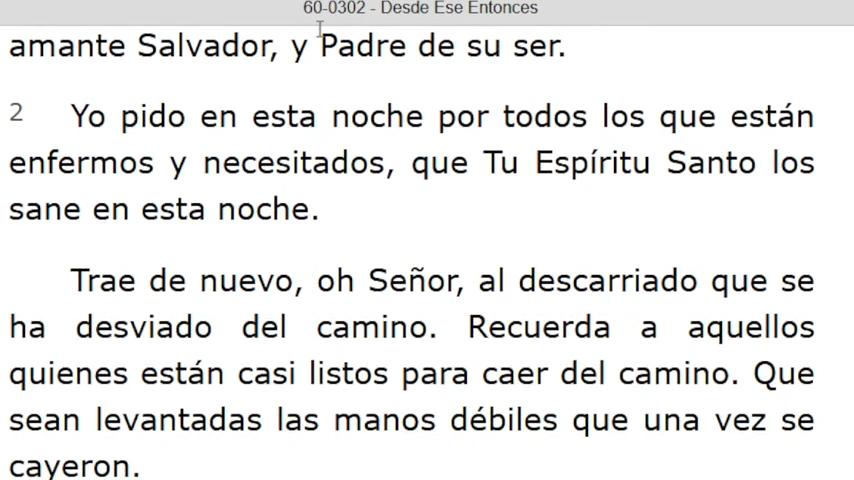 60-0302 - Desde Ese Entonces
amante Salvador, y Padre de su ser.
2 Yo pido en esta noche por todos los que están
enfermos y necesitados, que Tu Espíritu Santo los
sane en esta noche.
Trae de nuevo, oh Señor, al descarriado que se
ha desviado del camino. Recuerda a aquellos
quienes están casi listos para caer del camino. Que
sean levantadas las manos débiles que una vez se
cayeron.